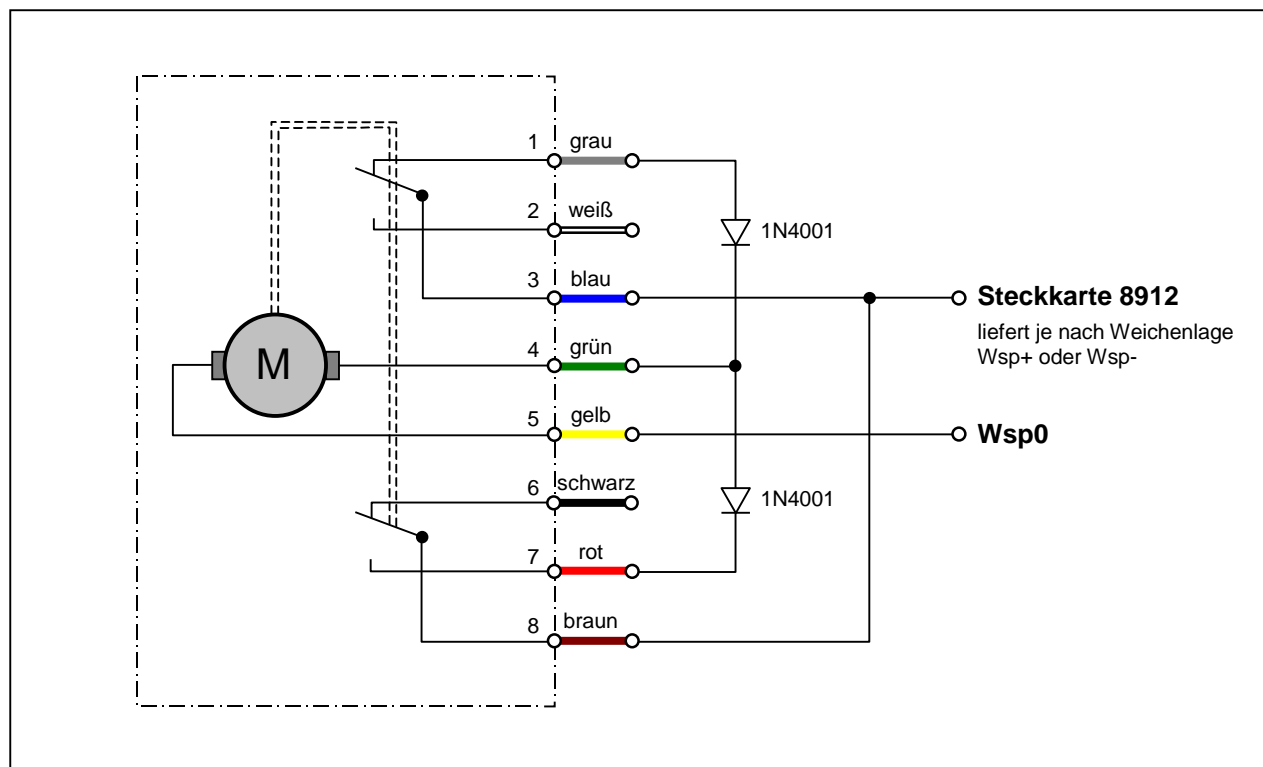 1 grau
2 weiß
1N4001
3 blau
Steckkarte 8912
liefert je nach Weichenlage
Wsp+ oder Wsp-
4 grün
M
5 gelb
Wsp0
6 schwarz
1N4001
7 rot
8 braun